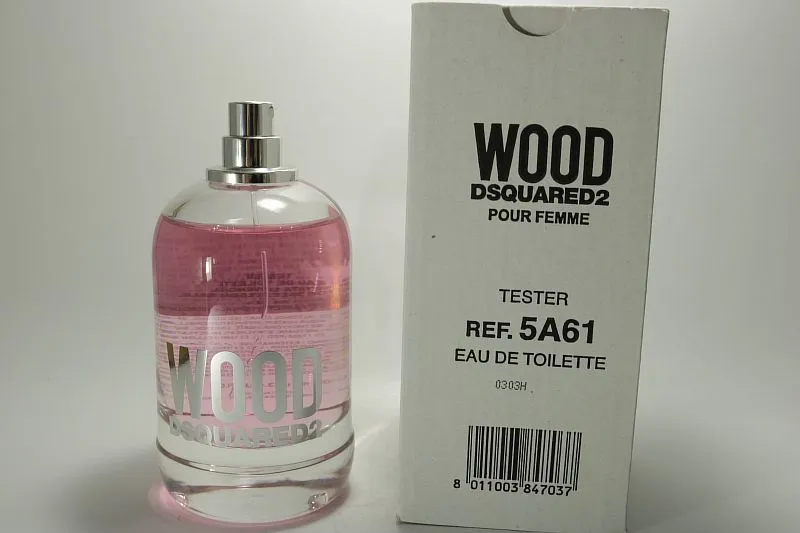 WOOD
DSQUARED2
WOOD
DSQUARED2
POUR FEMME
TESTER
REF. 5A61
EAU DE TOILETTE
0303H
8 011003 847037